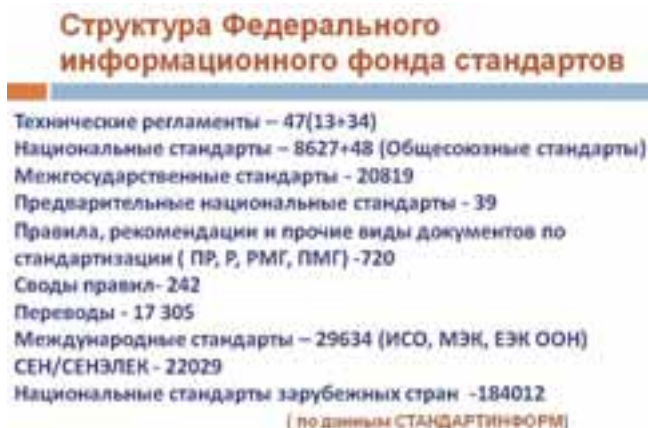 Структура Федерального
информационного фонда стандартов
Технические регламенты – 47(13+34)
Национальные стандарты – 8627+48 (Общесоюзные стандарты)
Межгосударственные стандарты - 20819
Предварительные национальные стандарты - 39
Правила, рекомендации и прочие виды документов по
стандартизации ( ПР, Р, РМГ, ПМГ) -720
Своды правил- 242
Переводы - 17 305
Международные стандарты – 29634 (ИСО, МЭК, ЕЭК ООН)
СЕН/СЕНЭЛЕК - 22029
Национальные стандарты зарубежных стран -184012
( по данным СТАНДАРТИНФОРМ)